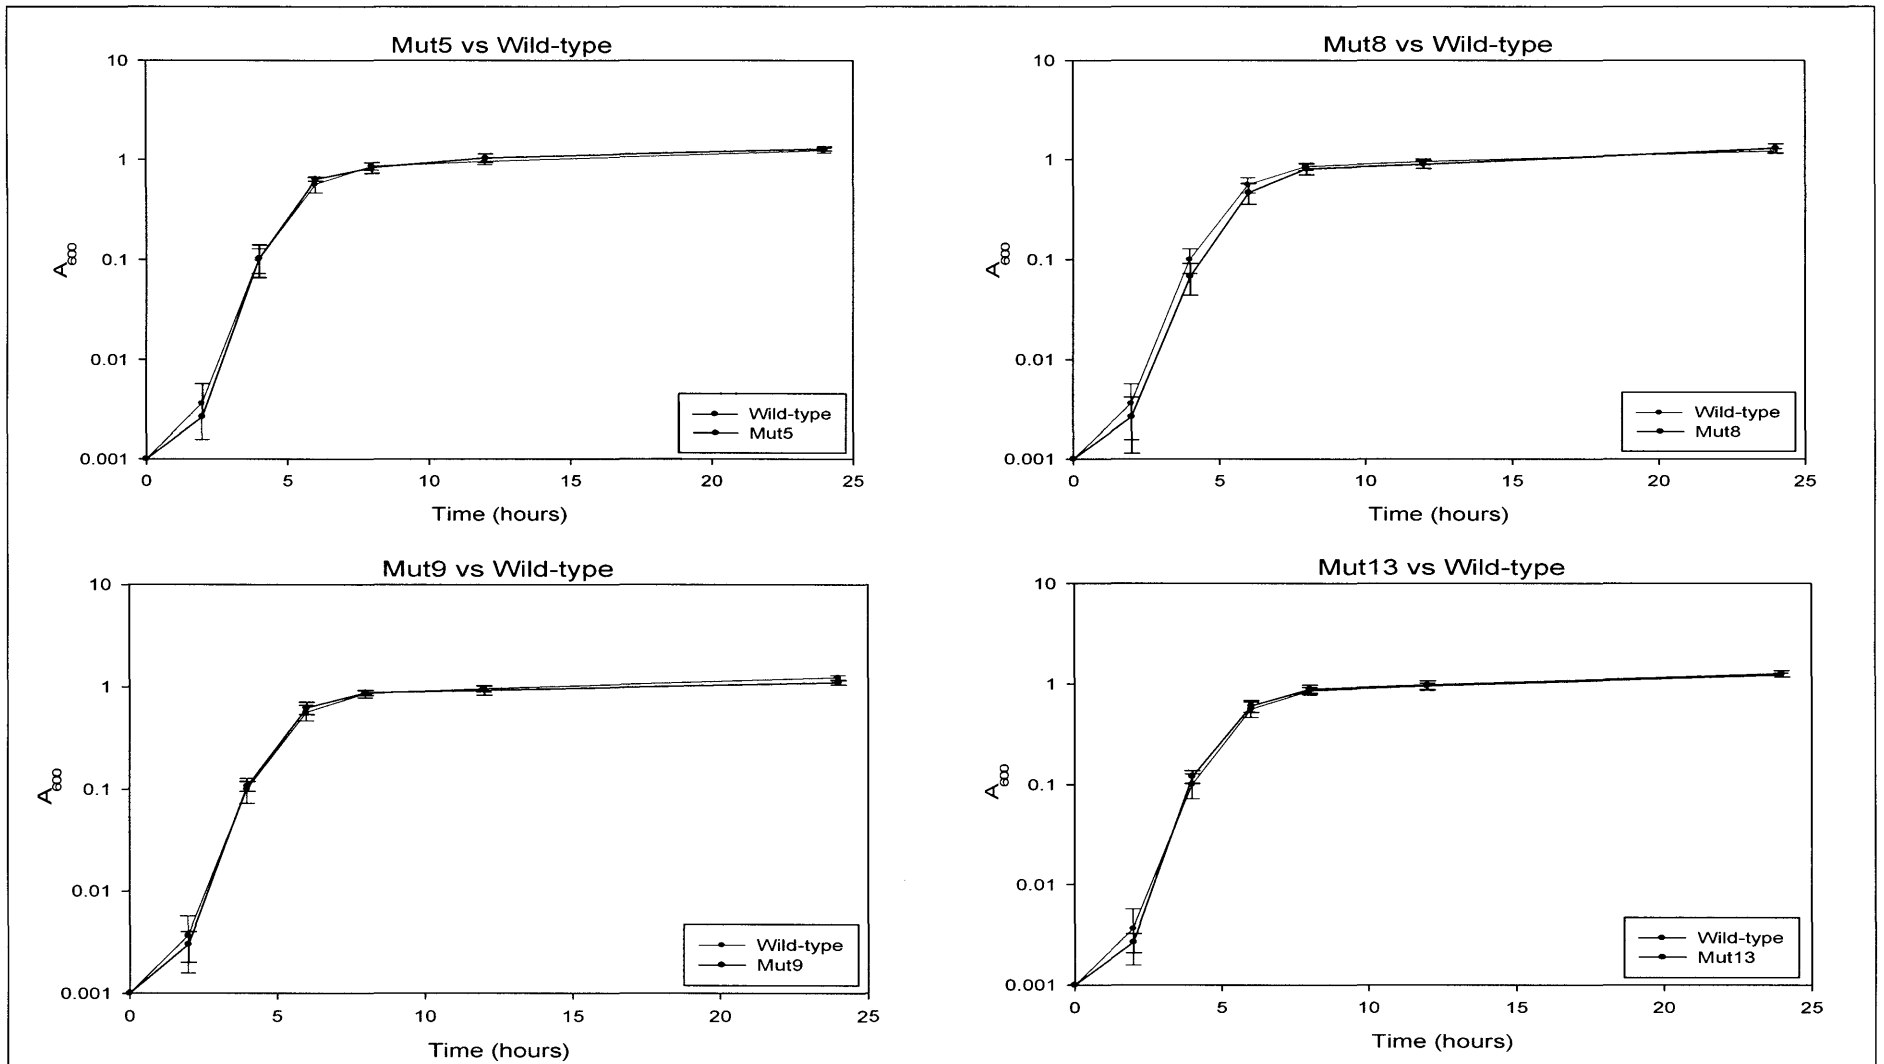 Mut5 vs Wild-type
10
1
0.1
0.01
0.001
A600
0 5 10 15 20 25
Time (hours)
Wild-type
Mut5
Mut8 vs Wild-type
10
1
0.1
0.01
0.001
A600
0 5 10 15 20 25
Time (hours)
Wild-type
Mut8
Mut9 vs Wild-type
10
1
0.1
0.01
0.001
A600
0 5 10 15 20 25
Time (hours)
Wild-type
Mut9
Mut13 vs Wild-type
10
1
0.1
0.01
0.001
A600
0 5 10 15 20 25
Time (hours)
Wild-type
Mut13